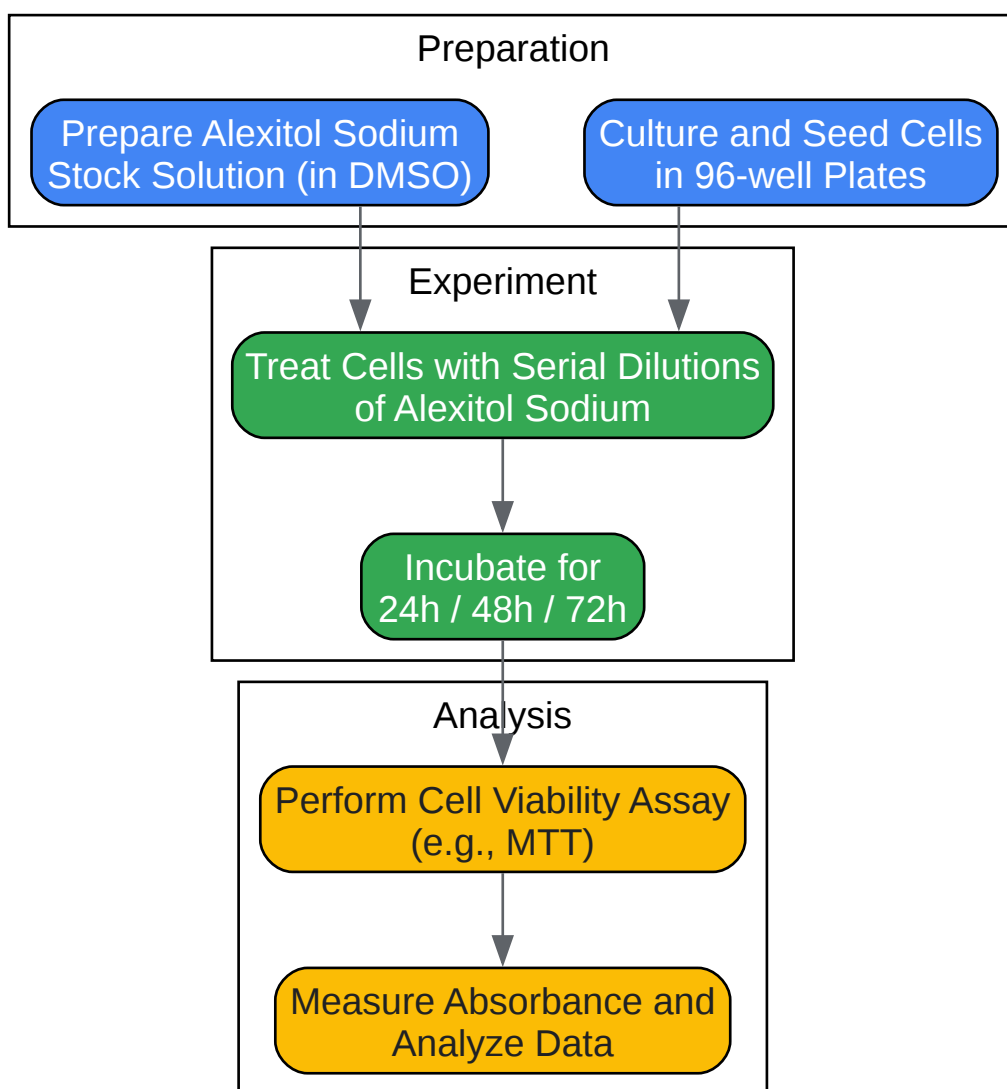 Preparation
Prepare Alexitol Sodium
Stock Solution (in DMSO)
Culture and Seed Cells
in 96-well Plates
Experiment
Treat Cells with Serial Dilutions
of Alexitol Sodium
Incubate for
24h / 48h / 72h
Analysis
Perform Cell Viability Assay
(e.g., MTT)
Measure Absorbance and
Analyze Data